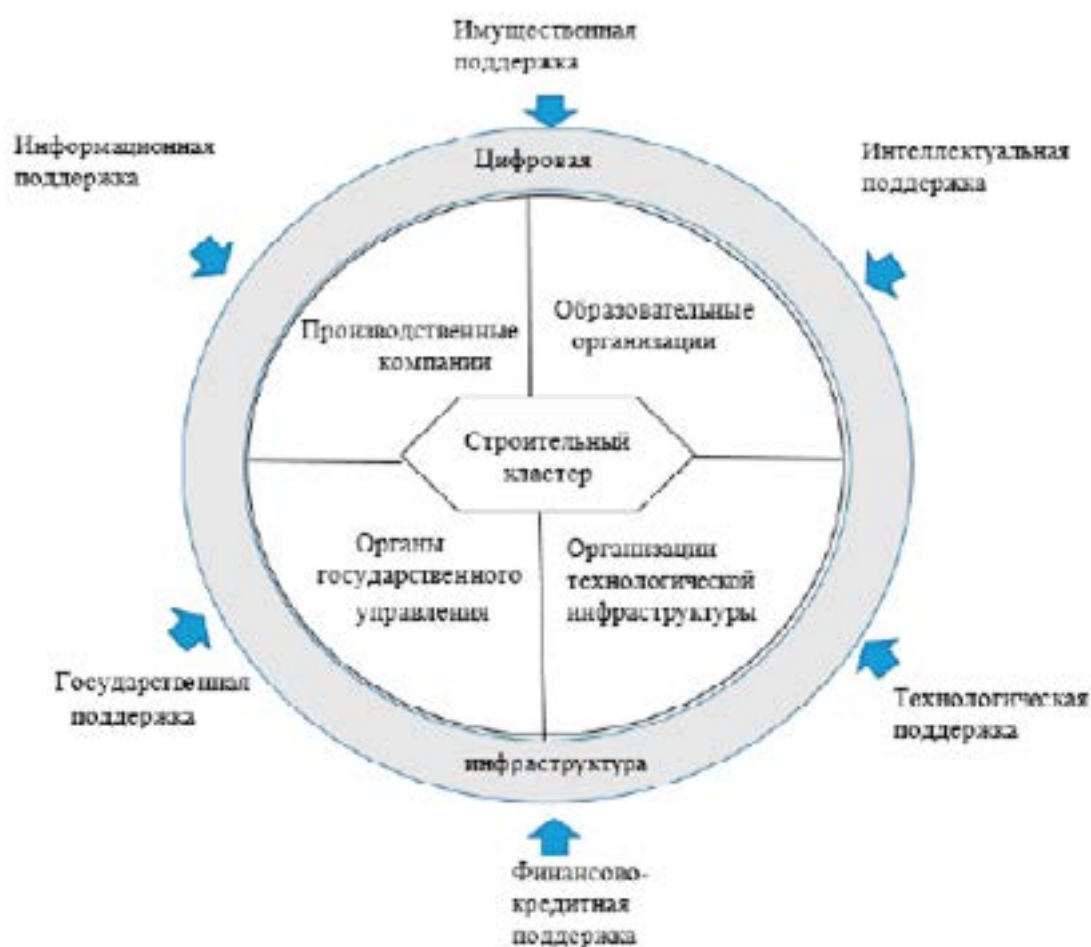 Имущественная
поддержка
Информационная
поддержка
Интеллектуальная
поддержка
Цифровая
Производственные
компании
Образовательные
организации
Строительный
кластер
Органы
государственного
управления
Организации
технологической
инфраструктуры
Государственная
поддержка
Технологическая
поддержка
инфраструктура
Финансово-
кредитная
поддержка